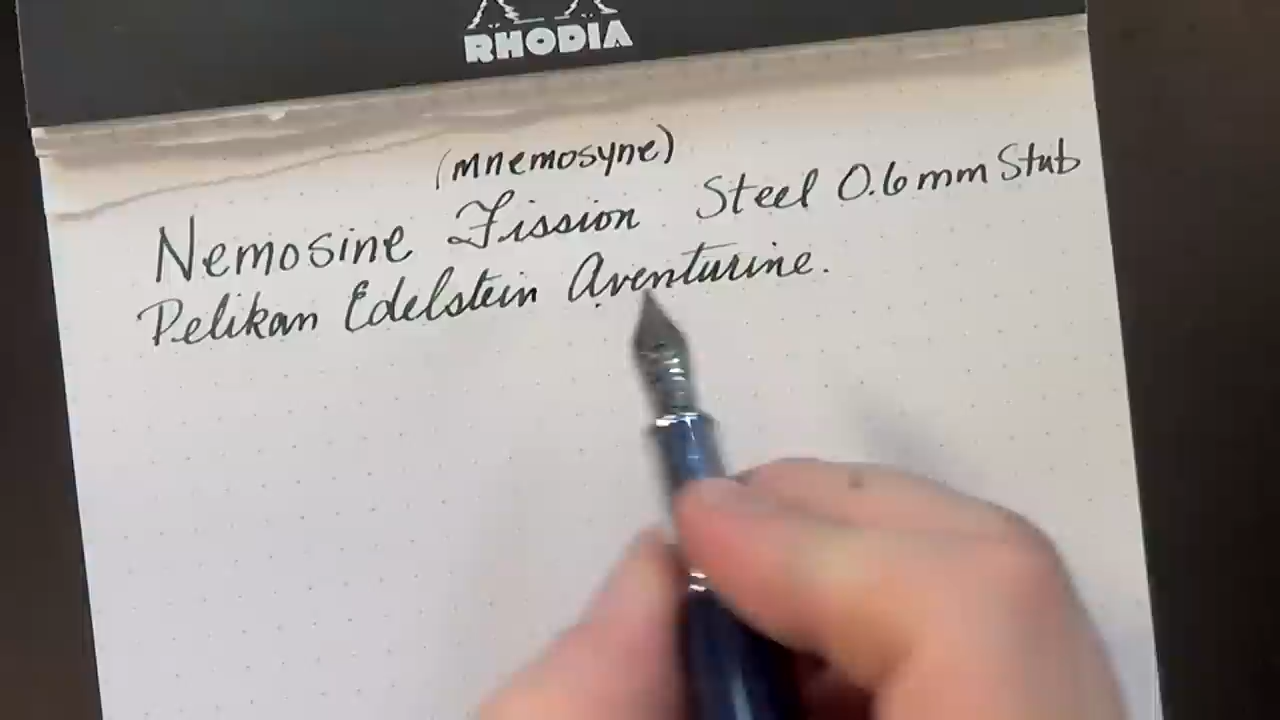 RHODIA
(mnemosyne)
Nemosine Fission Steel 0.6mm Stub
Pelikan Edelstein Aventurine.